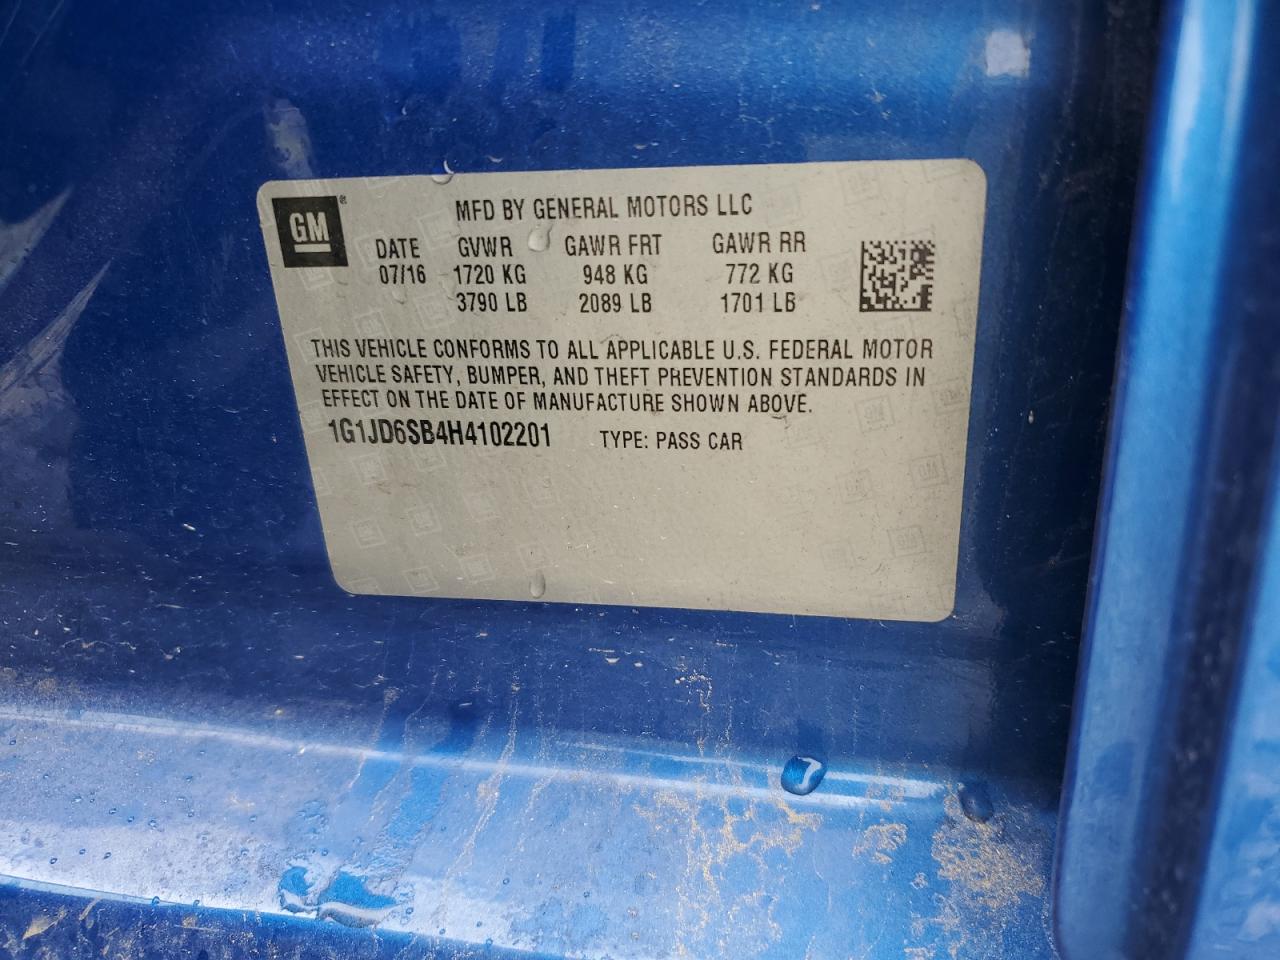 GM ®
MFD BY GENERAL MOTORS LLC
DATE GVWR GAWR FRT GAWR RR
07/16 1720 KG 948 KG 772 KG
3790 LB 2089 LB 1701 LB
THIS VEHICLE CONFORMS TO ALL APPLICABLE U.S. FEDERAL MOTOR
VEHICLE SAFETY, BUMPER, AND THEFT PREVENTION STANDARDS IN
EFFECT ON THE DATE OF MANUFACTURE SHOWN ABOVE.
1G1JD6SB4H4102201 TYPE: PASS CAR